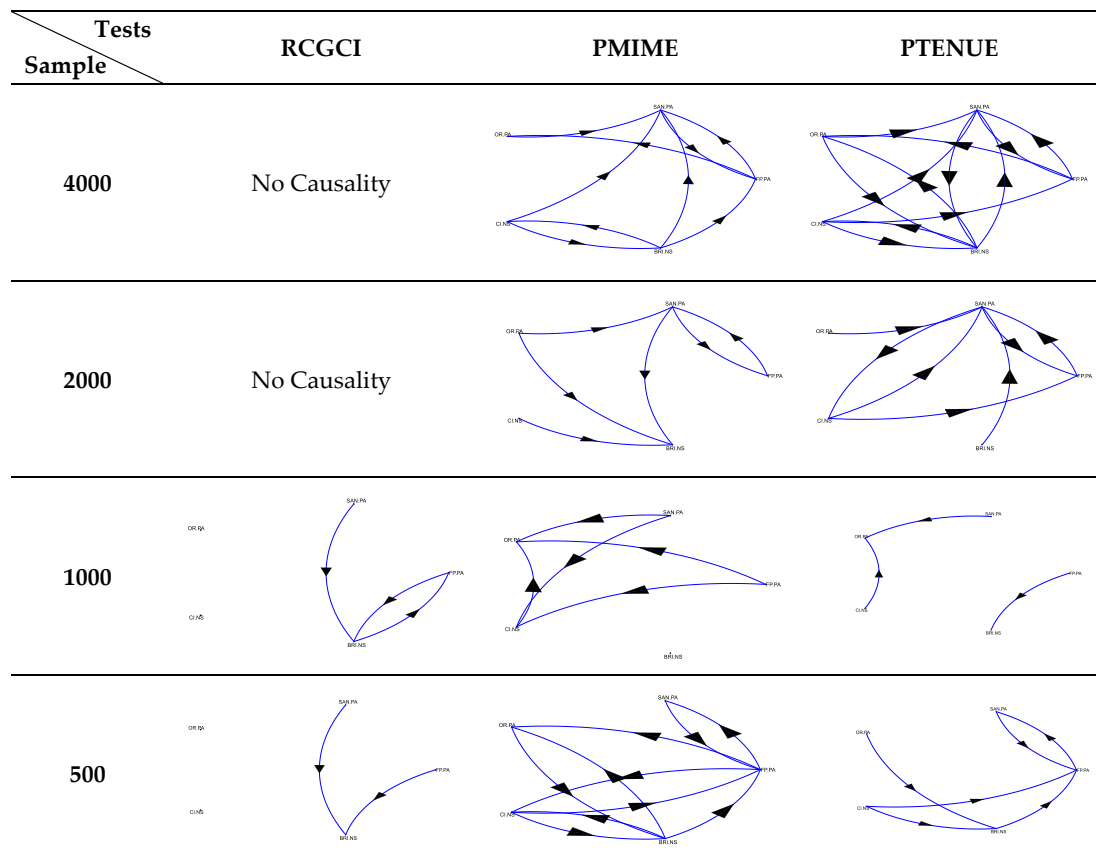 Tests
Sample
RCGCI
PMIME
PTENUE
4000
No Causality
SAN.PA
OR.PA
FP.PA
CI.NS
BRI.NS
SAN.PA
OR.PA
FP.PA
CI.NS
BRI.NS
2000
No Causality
SAN.PA
OR.PA
FP.PA
CI.NS
BRI.NS
SAN.PA
OR.PA
FP.PA
CI.NS
BRI.NS
1000
SAN.PA
OR.PA
FP.PA
CI.NS
BRI.NS
SAN.PA
OR.PA
FP.PA
CI.NS
BRI.NS
SAN.PA
OR.PA
FP.PA
CI.NS
BRI.NS
500
SAN.PA
OR.PA
FP.PA
CI.NS
BRI.NS
SAN.PA
OR.PA
FP.PA
CI.NS
BRI.NS
SAN.PA
OR.PA
FP.PA
CI.NS
BRI.NS